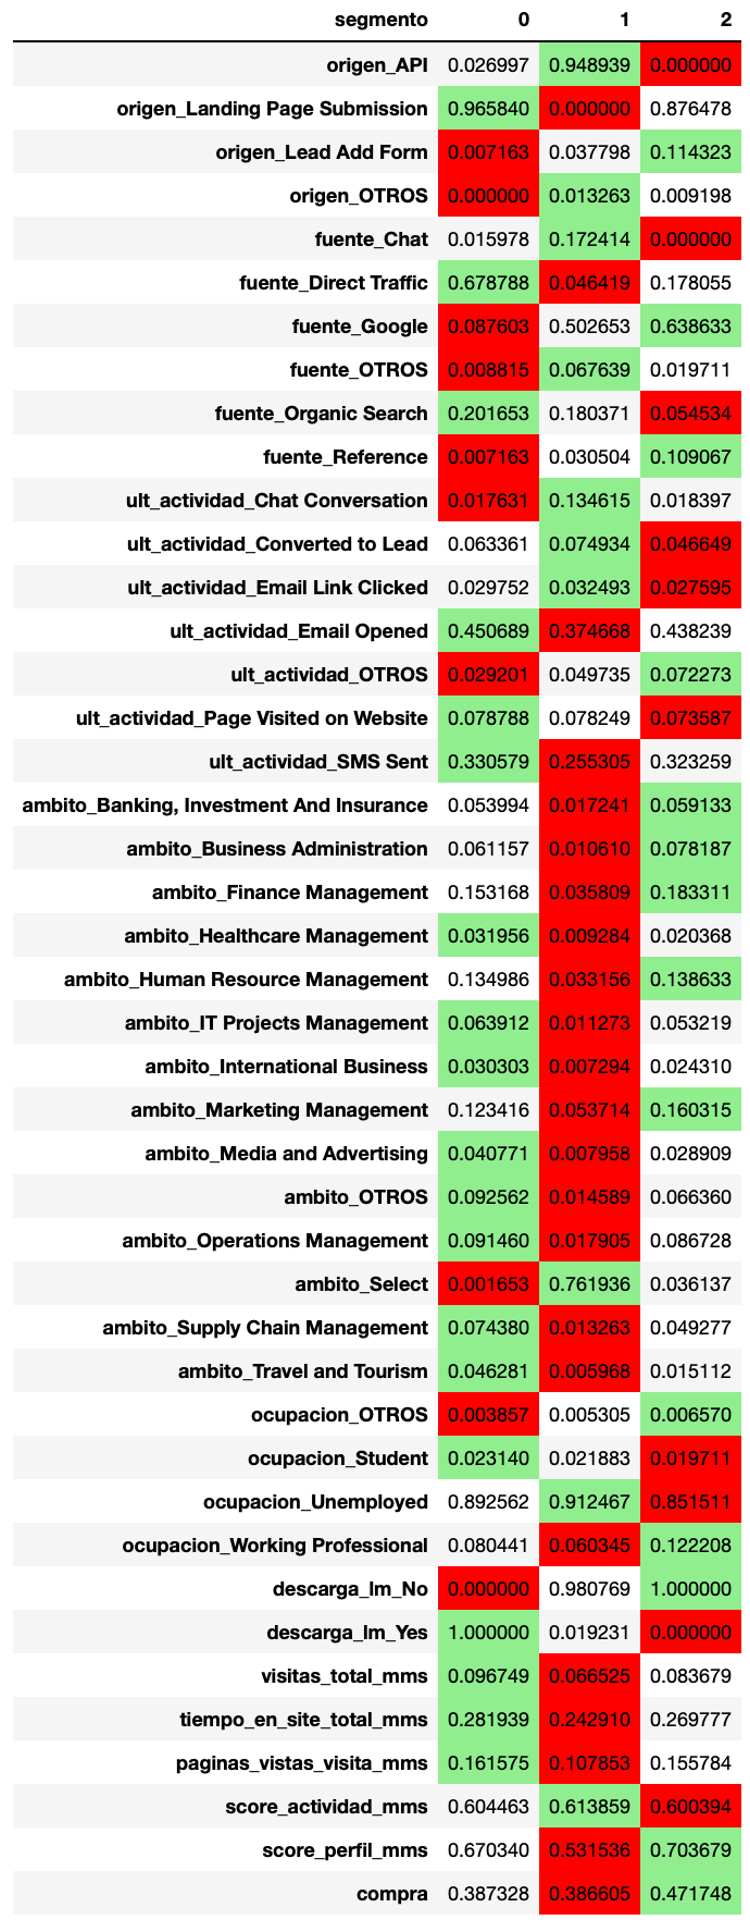 segmento 0 1 2
origen_API 0.026997 0.948939 0.000000
origen_Landing Page Submission 0.965840 0.000000 0.876478
origen_Lead Add Form 0.007163 0.037798 0.114323
origen_OTROS 0.000000 0.013263 0.009198
fuente_Chat 0.015978 0.172414 0.000000
fuente_Direct Traffic 0.678788 0.046419 0.178055
fuente_Google 0.087603 0.502653 0.638633
fuente_OTROS 0.008815 0.067639 0.019711
fuente_Organic Search 0.201653 0.180371 0.054534
fuente_Reference 0.007163 0.030504 0.109067
ult_actividad_Chat Conversation 0.017631 0.134615 0.018397
ult_actividad_Converted to Lead 0.063361 0.074934 0.046649
ult_actividad_Email Link Clicked 0.029752 0.032493 0.027595
ult_actividad_Email Opened 0.450689 0.374668 0.438239
ult_actividad_OTROS 0.029201 0.049735 0.072273
ult_actividad_Page Visited on Website 0.078788 0.078249 0.073587
ult_actividad_SMS Sent 0.330579 0.255305 0.323259
ambito_Banking, Investment And Insurance 0.053994 0.017241 0.059133
ambito_Business Administration 0.061157 0.010610 0.078187
ambito_Finance Management 0.153168 0.035809 0.183311
ambito_Healthcare Management 0.031956 0.009284 0.020368
ambito_Human Resource Management 0.134986 0.033156 0.138633
ambito_IT Projects Management 0.063912 0.011273 0.053219
ambito_International Business 0.030303 0.007294 0.024310
ambito_Marketing Management 0.123416 0.053714 0.160315
ambito_Media and Advertising 0.040771 0.007958 0.028909
ambito_OTROS 0.092562 0.014589 0.066360
ambito_Operations Management 0.091460 0.017905 0.086728
ambito_Select 0.001653 0.761936 0.036137
ambito_Supply Chain Management 0.074380 0.013263 0.049277
ambito_Travel and Tourism 0.046281 0.005968 0.015112
ocupacion_OTROS 0.003857 0.005305 0.006570
ocupacion_Student 0.023140 0.021883 0.019711
ocupacion_Unemployed 0.892562 0.912467 0.851511
ocupacion_Working Professional 0.080441 0.060345 0.122208
descarga_lm_No 0.000000 0.980769 1.000000
descarga_lm_Yes 1.000000 0.019231 0.000000
visitas_total_mms 0.096749 0.066525 0.083679
tiempo_en_site_total_mms 0.281939 0.242910 0.269777
paginas_vistas_visita_mms 0.161575 0.107853 0.155784
score_actividad_mms 0.604463 0.613859 0.600394
score_perfil_mms 0.670340 0.531536 0.703679
compra 0.387328 0.386605 0.471748